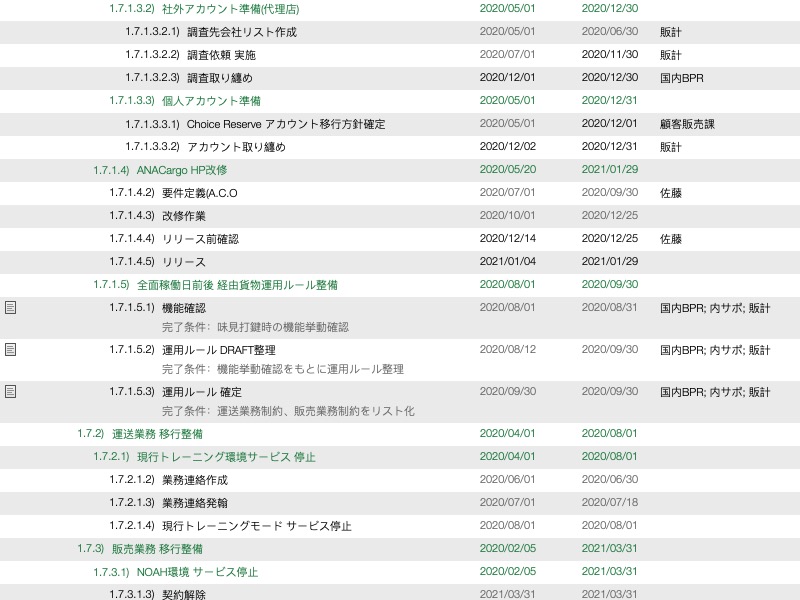 1.7.1.3.2) 社外アカウント準備(代理店) 2020/05/01 2020/12/30
1.7.1.3.2.1) 調査先会社リスト作成 2020/05/01 2020/06/30 販計
1.7.1.3.2.2) 調査依頼 実施 2020/07/01 2020/11/30 販計
1.7.1.3.2.3) 調査取り纏め 2020/12/01 2020/12/30 国内BPR
1.7.1.3.3) 個人アカウント準備 2020/05/01 2020/12/31
1.7.1.3.3.1) Choice Reserve アカウント移行方針確定 2020/05/01 2020/12/01 顧客販売課
1.7.1.3.3.2) アカウント取り纏め 2020/12/02 2020/12/31 販計
1.7.1.4) ANACargo HP改修 2020/05/20 2021/01/29
1.7.1.4.2) 要件定義(A.C.O 2020/07/01 2020/09/30 佐藤
1.7.1.4.3) 改修作業 2020/10/01 2020/12/25
1.7.1.4.4) リリース前確認 2020/12/14 2020/12/25 佐藤
1.7.1.4.5) リリース 2021/01/04 2021/01/29
1.7.1.5) 全面稼働日前後 経由貨物運用ルール整備 2020/08/01 2020/09/30
1.7.1.5.1) 機能確認 2020/08/01 2020/08/31 国内BPR; 内サポ; 販計
完了条件: 味見打鍵時の機能挙動確認
1.7.1.5.2) 運用ルール DRAFT整理 2020/08/12 2020/09/30 国内BPR; 内サポ; 販計
完了条件: 機能挙動確認をもとに運用ルール整理
1.7.1.5.3) 運用ルール 確定 2020/09/30 2020/09/30 国内BPR; 内サポ; 販計
完了条件: 運送業務制約、販売業務制約をリスト化
1.7.2) 運送業務 移行整備 2020/04/01 2020/08/01
1.7.2.1) 現行トレーニング環境サービス 停止 2020/04/01 2020/08/01
1.7.2.1.2) 業務連絡作成 2020/06/01 2020/06/30
1.7.2.1.3) 業務連絡発翰 2020/07/01 2020/07/18
1.7.2.1.4) 現行トレーニングモード サービス停止 2020/08/01 2020/08/01
1.7.3) 販売業務 移行整備 2020/02/05 2021/03/31
1.7.3.1) NOAH環境 サービス停止 2020/02/05 2021/03/31
1.7.3.1.3) 契約解除 2021/03/31 2021/03/31